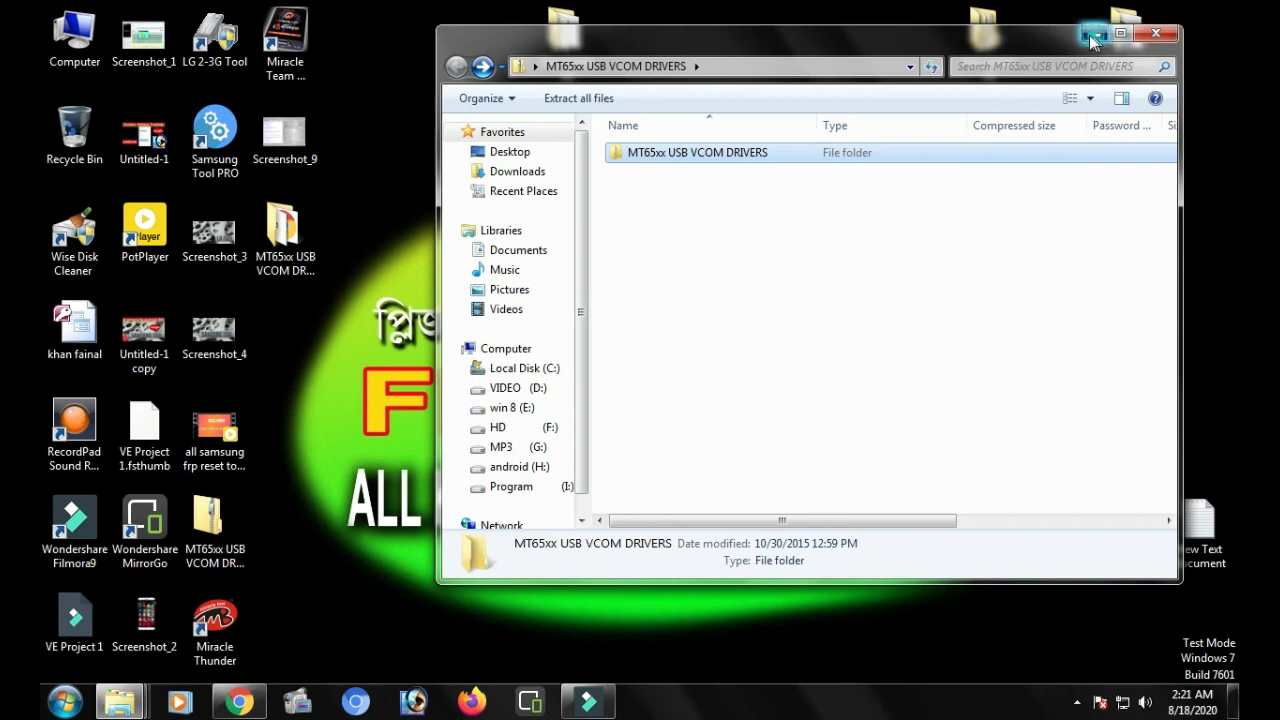 Computer
Screenshot_1
LG 2-3G Tool
Miracle
Team ...
Recycle Bin
Untitled-1
Samsung
Tool PRO
Screenshot_9
Wise Disk
Cleaner
Player
PotPlayer
Screenshot_3
MT65xx USB
VCOM DR...
khan fainal
Untitled-1
copy
Screenshot_4
RecordPad
Sound R...
VE Project
1.fsthumb
all samsung
frp reset to...
Wondershare
Filmora9
Wondershare
MirrorGo
MT65xx USB
VCOM DR...
VE Project 1
Screenshot_2
Miracle
Thunder
F
ALL
MT65xx USB VCOM DRIVERS
Search MT65xx USB VCOM DRIVERS
Organize
Extract all files
Name
Type
Compressed size
Password ...
Si
MT65xx USB VCOM DRIVERS
File folder
Favorites
Desktop
Downloads
Recent Places
Libraries
Documents
Music
Pictures
Videos
Computer
Local Disk (C:)
VIDEO (D:)
win 8 (E:)
HD (F:)
MP3 (G:)
android (H:)
Program (I:)
Network
MT65xx USB VCOM DRIVERS
Date modified: 10/30/2015 12:59 PM
Type: File folder
ew Text
ocument
Test Mode
Windows 7
Build 7601
2:21 AM
8/18/2020